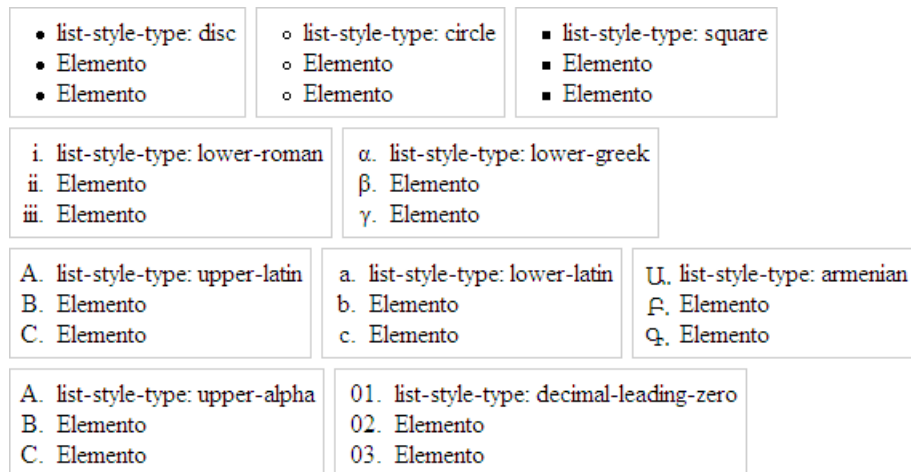 • list-style-type: disc
• Elemento
• Elemento
◦ list-style-type: circle
◦ Elemento
◦ Elemento
▪ list-style-type: square
▪ Elemento
▪ Elemento
i. list-style-type: lower-roman
ii. Elemento
iii. Elemento
α. list-style-type: lower-greek
β. Elemento
γ. Elemento
A. list-style-type: upper-latin
B. Elemento
C. Elemento
a. list-style-type: lower-latin
b. Elemento
c. Elemento
Ա. list-style-type: armenian
Բ. Elemento
Գ. Elemento
A. list-style-type: upper-alpha
B. Elemento
C. Elemento
01. list-style-type: decimal-leading-zero
02. Elemento
03. Elemento